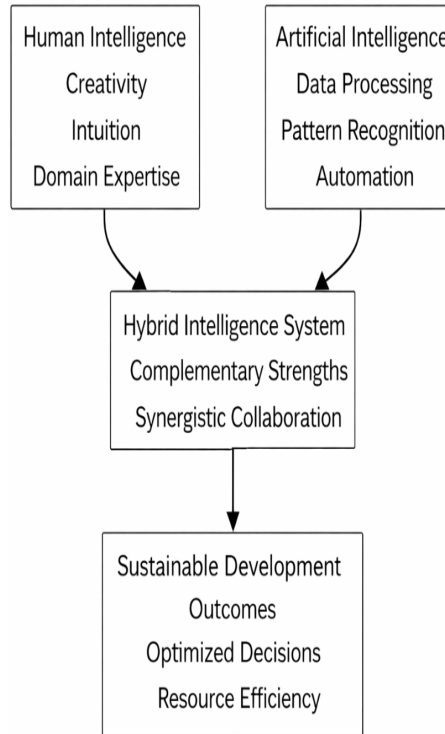 Human Intelligence
Creativity
Intuition
Domain Expertise
Artificial Intelligence
Data Processing
Pattern Recognition
Automation
Hybrid Intelligence System
Complementary Strengths
Synergistic Collaboration
Sustainable Development
Outcomes
Optimized Decisions
Resource Efficiency